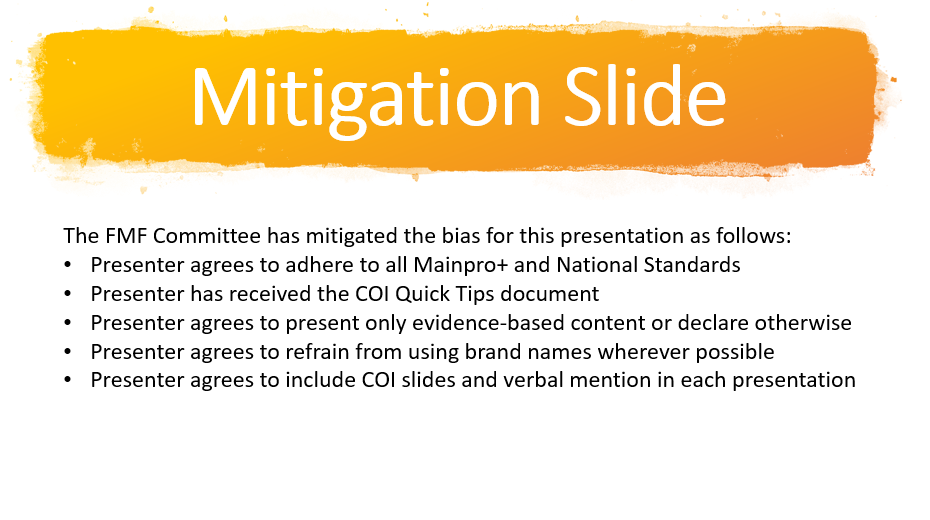 Mitigation Slide
The FMF Committee has mitigated the bias for this presentation as follows:
• Presenter agrees to adhere to all Mainpro+ and National Standards
• Presenter has received the COI Quick Tips document
• Presenter agrees to present only evidence-based content or declare otherwise
• Presenter agrees to refrain from using brand names wherever possible
• Presenter agrees to include COI slides and verbal mention in each presentation